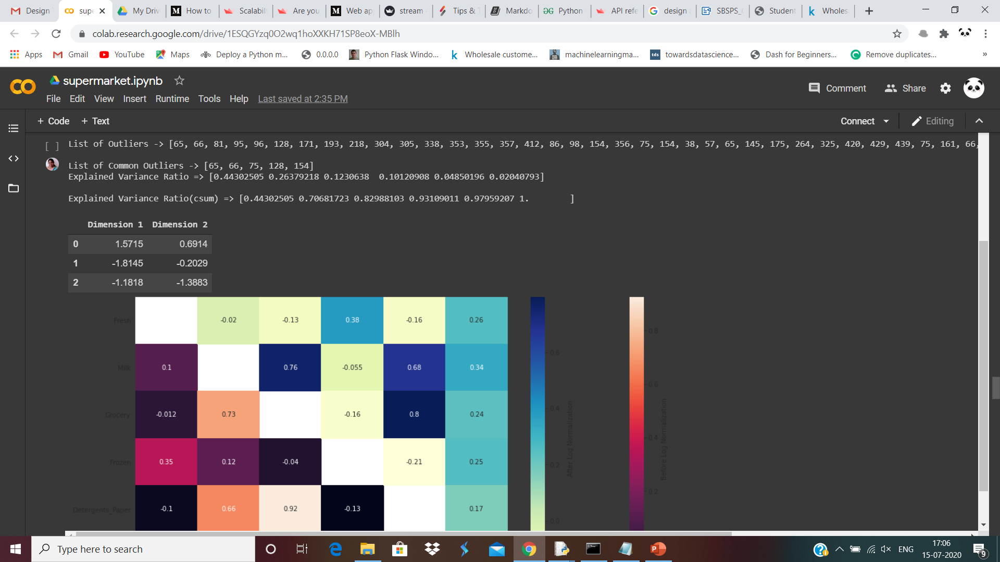 Design
supe
My Driv
How to
Scalabil
Are you
Web ap
stream
Tips &
Markdo
Python
API refe
design a
SBSPS_
Student
Wholes
colab.research.google.com/drive/1ESQGYzq0O2wq1hoXXKH71SP8eoX-MBlh
Apps Gmail YouTube Maps Deploy a Python m... 0.0.0.0 Python Flask Windo... Wholesale custome... machinelearningma... tds towardsdatascience... Dash for Beginners... Remove duplicates... »
supermarket.ipynb
Comment Share
File Edit View Insert Runtime Tools Help Last saved at 2:35 PM
+ Code + Text Connect Editing
[ ] List of Outliers -> [65, 66, 81, 95, 96, 128, 171, 193, 218, 304, 305, 338, 353, 355, 357, 412, 86, 98, 154, 356, 75, 154, 38, 57, 65, 145, 175, 264, 325, 420, 429, 439, 75, 161, 66,
List of Common Outliers -> [65, 66, 75, 128, 154]
Explained Variance Ratio => [0.44302505 0.26379218 0.1230638  0.10120908 0.04850196 0.02040793]
Explained Variance Ratio(csum) => [0.44302505 0.70681723 0.82988103 0.93109011 0.97959207 1.        ]
Dimension 1 Dimension 2
0 1.5715 0.6914
1 -1.8145 -0.2029
2 -1.1818 -1.3883
Fresh -0.02 -0.13 0.38 -0.16 0.26
Milk 0.1 0.76 -0.055 0.68 0.34
Grocery -0.012 0.73 -0.16 0.8 0.24
Frozen 0.35 0.12 -0.04 -0.21 0.25
Detergents_Paper -0.1 0.66 0.92 -0.13 0.17
0.6
0.4
0.2
0.0
After Log Normalization
0.8
0.6
0.4
0.2
Before Log Normalization
Type here to search
ENG
17:06
15-07-2020
9